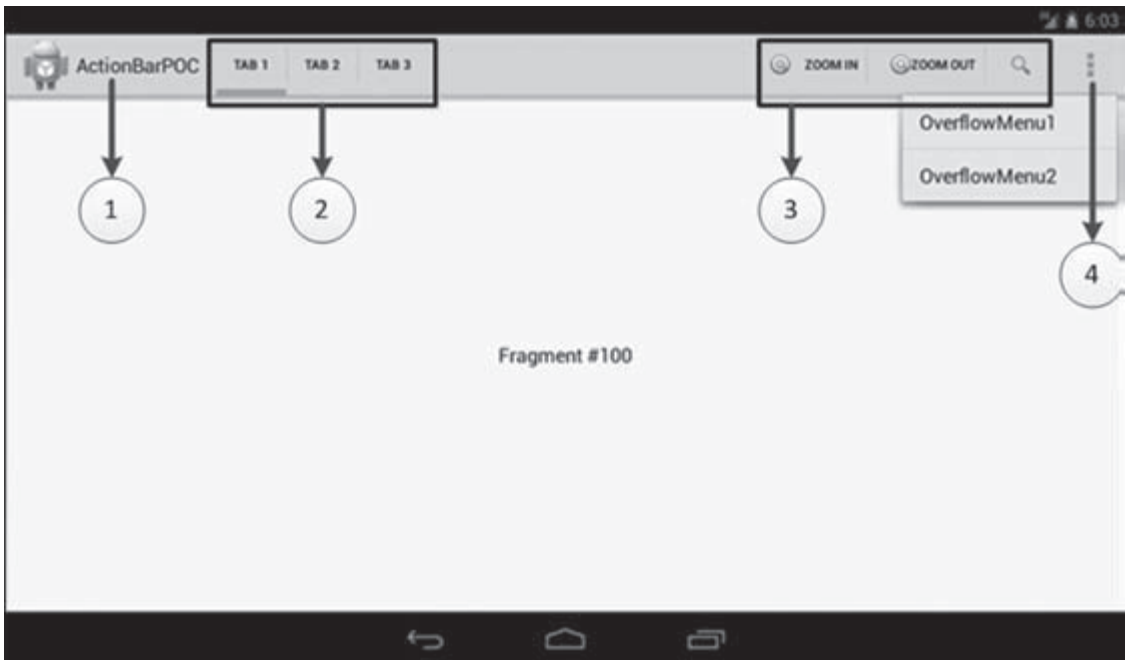 6:03
ActionBarPOC TAB 1 TAB 2 TAB 3 ZOOM IN ZOOM OUT
OverflowMenu1
OverflowMenu2
1 2 3
4
Fragment #100